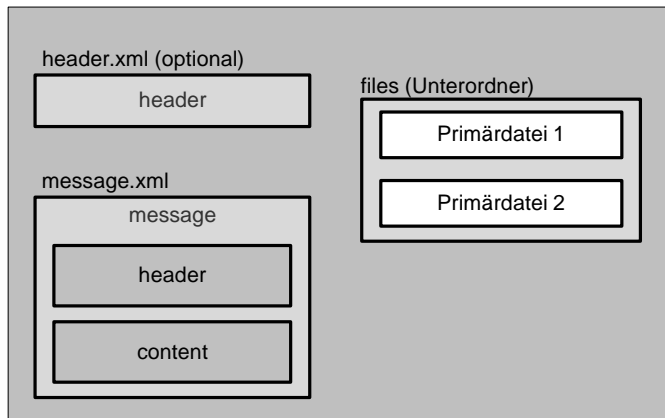 header.xml (optional)
header
message.xml
message
header
content
files (Unterordner)
Primärdatei 1
Primärdatei 2